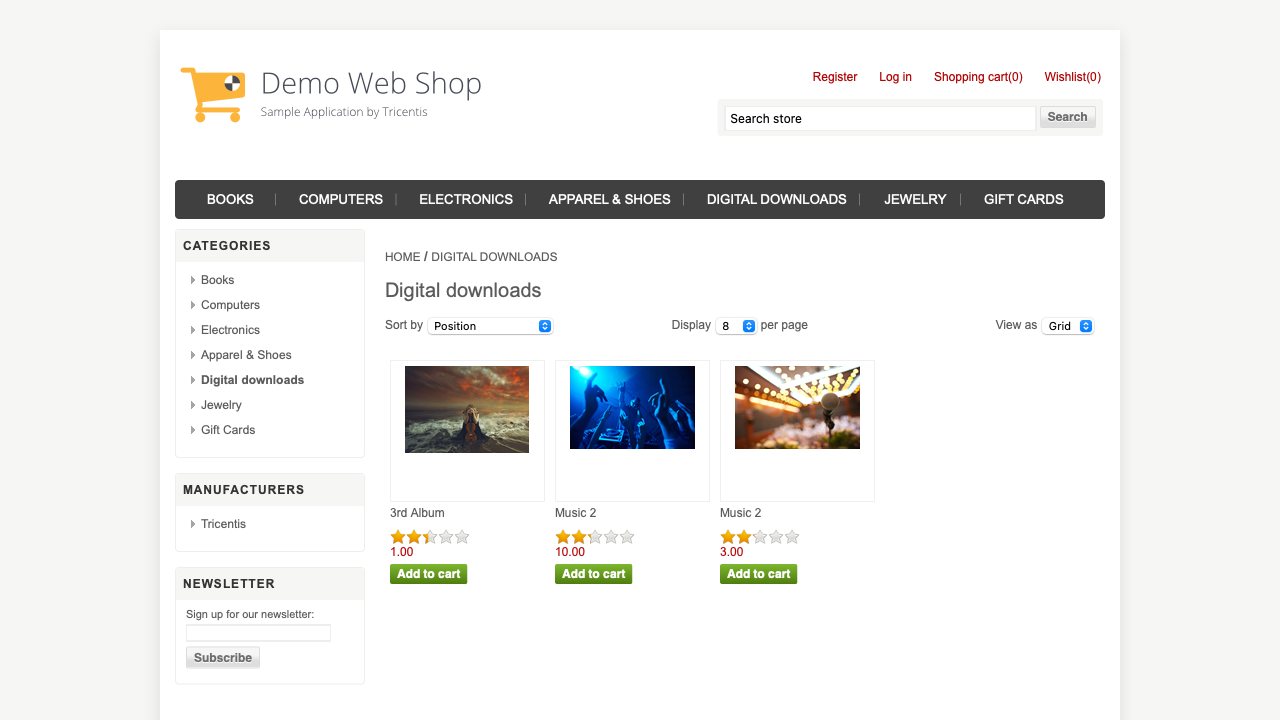 Demo Web Shop
Sample Application by Tricentis
Register Log in Shopping cart(0) Wishlist(0)
Search store Search
BOOKS COMPUTERS ELECTRONICS APPAREL & SHOES DIGITAL DOWNLOADS JEWELRY GIFT CARDS
CATEGORIES
Books
Computers
Electronics
Apparel & Shoes
Digital downloads
Jewelry
Gift Cards
MANUFACTURERS
Tricentis
NEWSLETTER
Sign up for our newsletter:
Subscribe
HOME / DIGITAL DOWNLOADS
Digital downloads
Sort by Position Display 8 per page View as Grid
3rd Album Music 2 Music 2
1.00 10.00 3.00
Add to cart Add to cart Add to cart